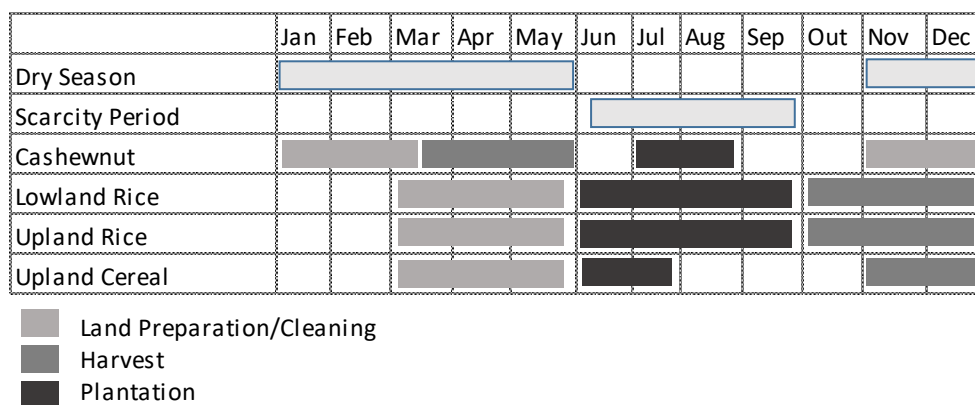 Jan Feb Mar Apr May Jun Jul Aug Sep Out Nov Dec
Dry Season
Scarcity Period
Cashewnut
Lowland Rice
Upland Rice
Upland Cereal
Land Preparation/Cleaning
Harvest
Plantation